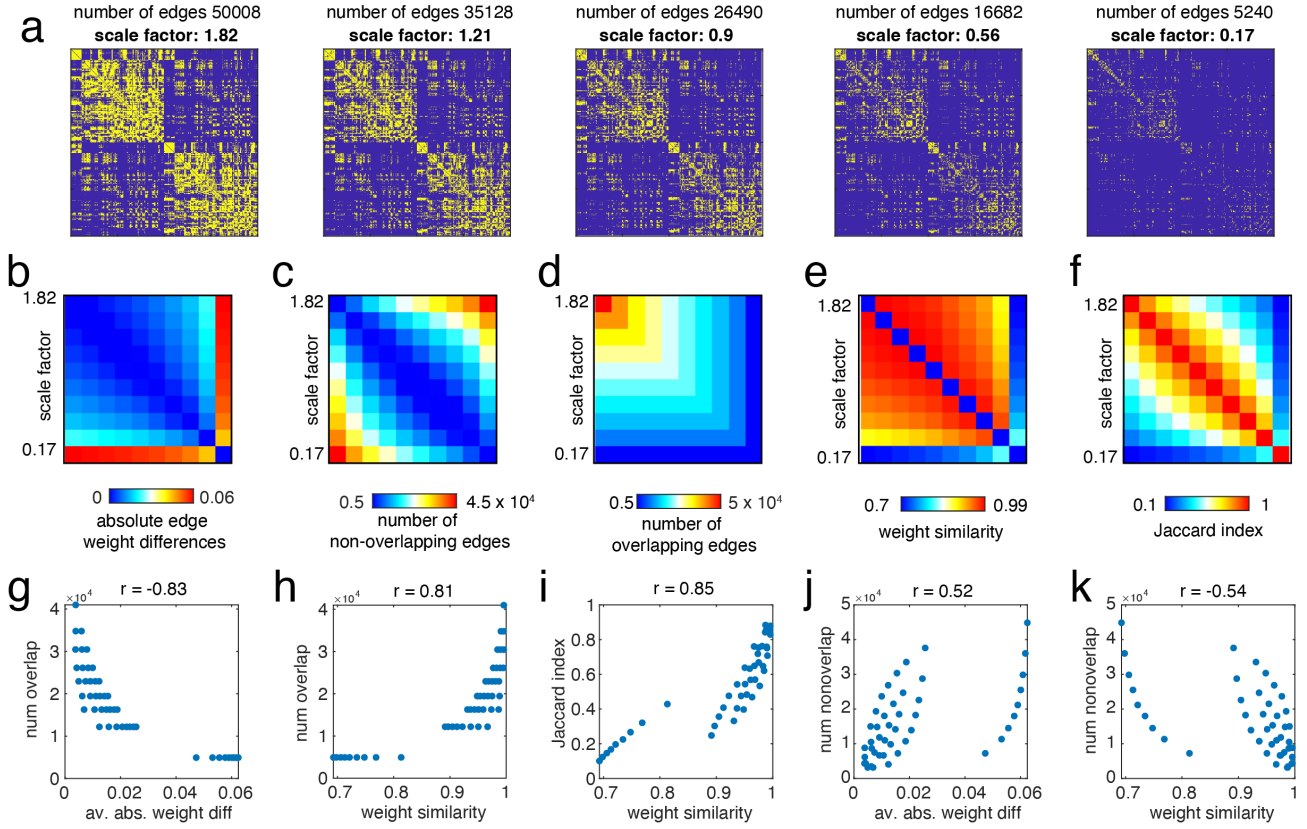 a
number of edges 50008
scale factor: 1.82
number of edges 35128
scale factor: 1.21
number of edges 26490
scale factor: 0.9
number of edges 16682
scale factor: 0.56
number of edges 5240
scale factor: 0.17
b
1.82
scale factor
0.17
0
0.06
absolute edge
weight differences
c
1.82
scale factor
0.17
0.5
4.5 x 10⁴
number of
non-overlapping edges
d
1.82
scale factor
0.17
0.5
5 x 10⁴
number of
overlapping edges
e
1.82
scale factor
0.17
0.7
0.99
weight similarity
f
1.82
scale factor
0.17
0.1
1
Jaccard index
g
r = -0.83
×10⁴
4
3
2
1
0
num overlap
0 0.02 0.04 0.06
av. abs. weight diff
h
r = 0.81
×10⁴
4
3
2
1
0
num overlap
0.7 0.8 0.9 1
weight similarity
i
r = 0.85
1
0.8
0.6
0.4
0.2
0
Jaccard index
0.7 0.8 0.9 1
weight similarity
j
r = 0.52
×10⁴
5
4
3
2
1
0
num nonoverlap
0 0.02 0.04 0.06
av. abs. weight diff
k
r = -0.54
×10⁴
5
4
3
2
1
0
num nonoverlap
0.7 0.8 0.9 1
weight similarity